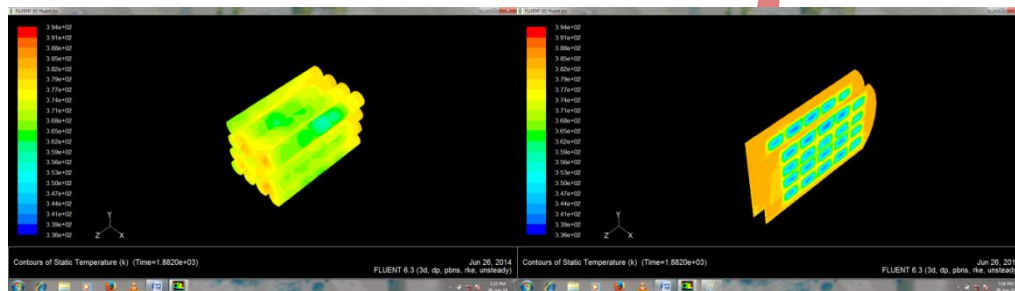 FLUENT [0] Fluent Inc
3.94e+02
3.91e+02
3.88e+02
3.85e+02
3.82e+02
3.79e+02
3.77e+02
3.74e+02
3.71e+02
3.68e+02
3.65e+02
3.62e+02
3.59e+02
3.56e+02
3.53e+02
3.50e+02
3.47e+02
3.44e+02
3.41e+02
3.39e+02
3.36e+02
Y
Z X
Contours of Static Temperature (k) (Time=1.8820e+03)
Jun 26, 2014
FLUENT 6.3 (3d, dp, pbns, rke, unsteady)
FLUENT [0] Fluent Inc
3.94e+02
3.91e+02
3.88e+02
3.85e+02
3.82e+02
3.79e+02
3.77e+02
3.74e+02
3.71e+02
3.68e+02
3.65e+02
3.62e+02
3.59e+02
3.56e+02
3.53e+02
3.50e+02
3.47e+02
3.44e+02
3.41e+02
3.39e+02
3.36e+02
Y
Z X
Contours of Static Temperature (k) (Time=1.8820e+03)
Jun 26, 201
FLUENT 6.3 (3d, dp, pbns, rke, unsteady)